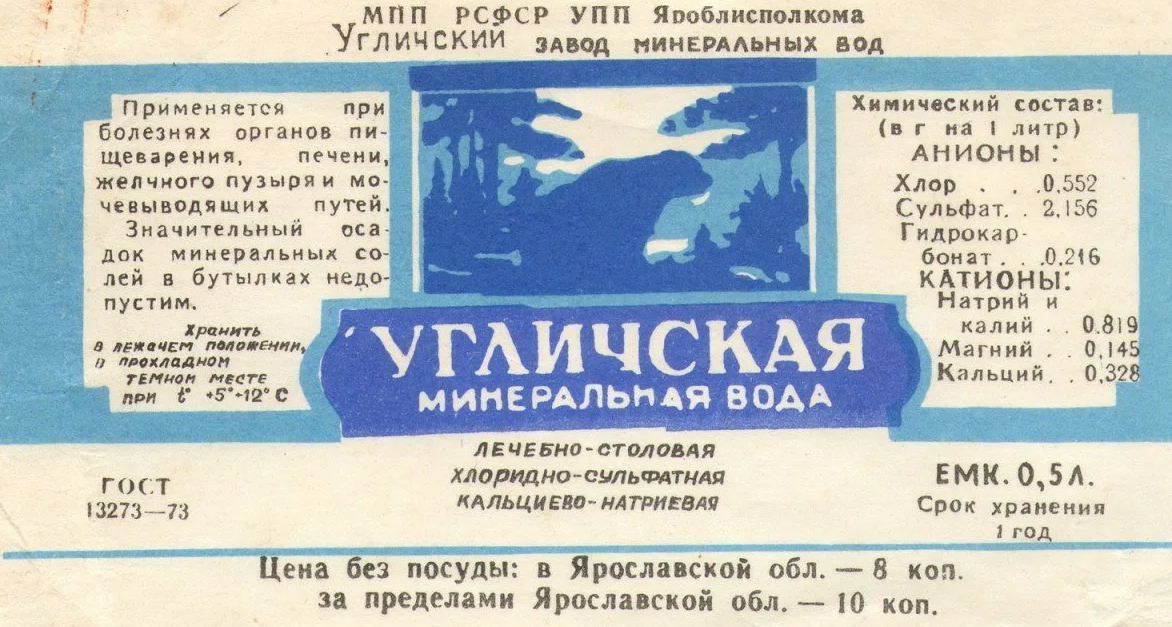 МПП РСФСР УПП Яроблисполкома
Угличский завод минеральных вод
Применяется при
болезнях органов пи-
щеварения, печени,
желчного пузыря и мо-
чевыводящих путей.
Значительный оса-
док минеральных со-
лей в бутылках недо-
пустим.
Хранить
в лежачем положении,
в прохладном
темном месте
при t° +5°+12° С
Химический состав:
(в г на 1 литр)
АНИОНЫ:
Хлор . . .0,552
Сульфат. . 2,156
Гидрокар-
бонат . . .0,216
КАТИОНЫ:
Натрий и
калий . . 0.819
Магний . . 0,145
Кальций. . 0,328
УГЛИЧСКАЯ
МИНЕРАЛЬНАЯ ВОДА
ЛЕЧЕБНО-СТОЛОВАЯ
ХЛОРИДНО-СУЛЬФАТНАЯ
КАЛЬЦИЕВО-НАТРИЕВАЯ
ГОСТ
13273—73
ЕМК. 0,5Л.
Срок хранения
1 год
Цена без посуды: в Ярославской обл. — 8 коп.
за пределами Ярославской обл. — 10 коп.